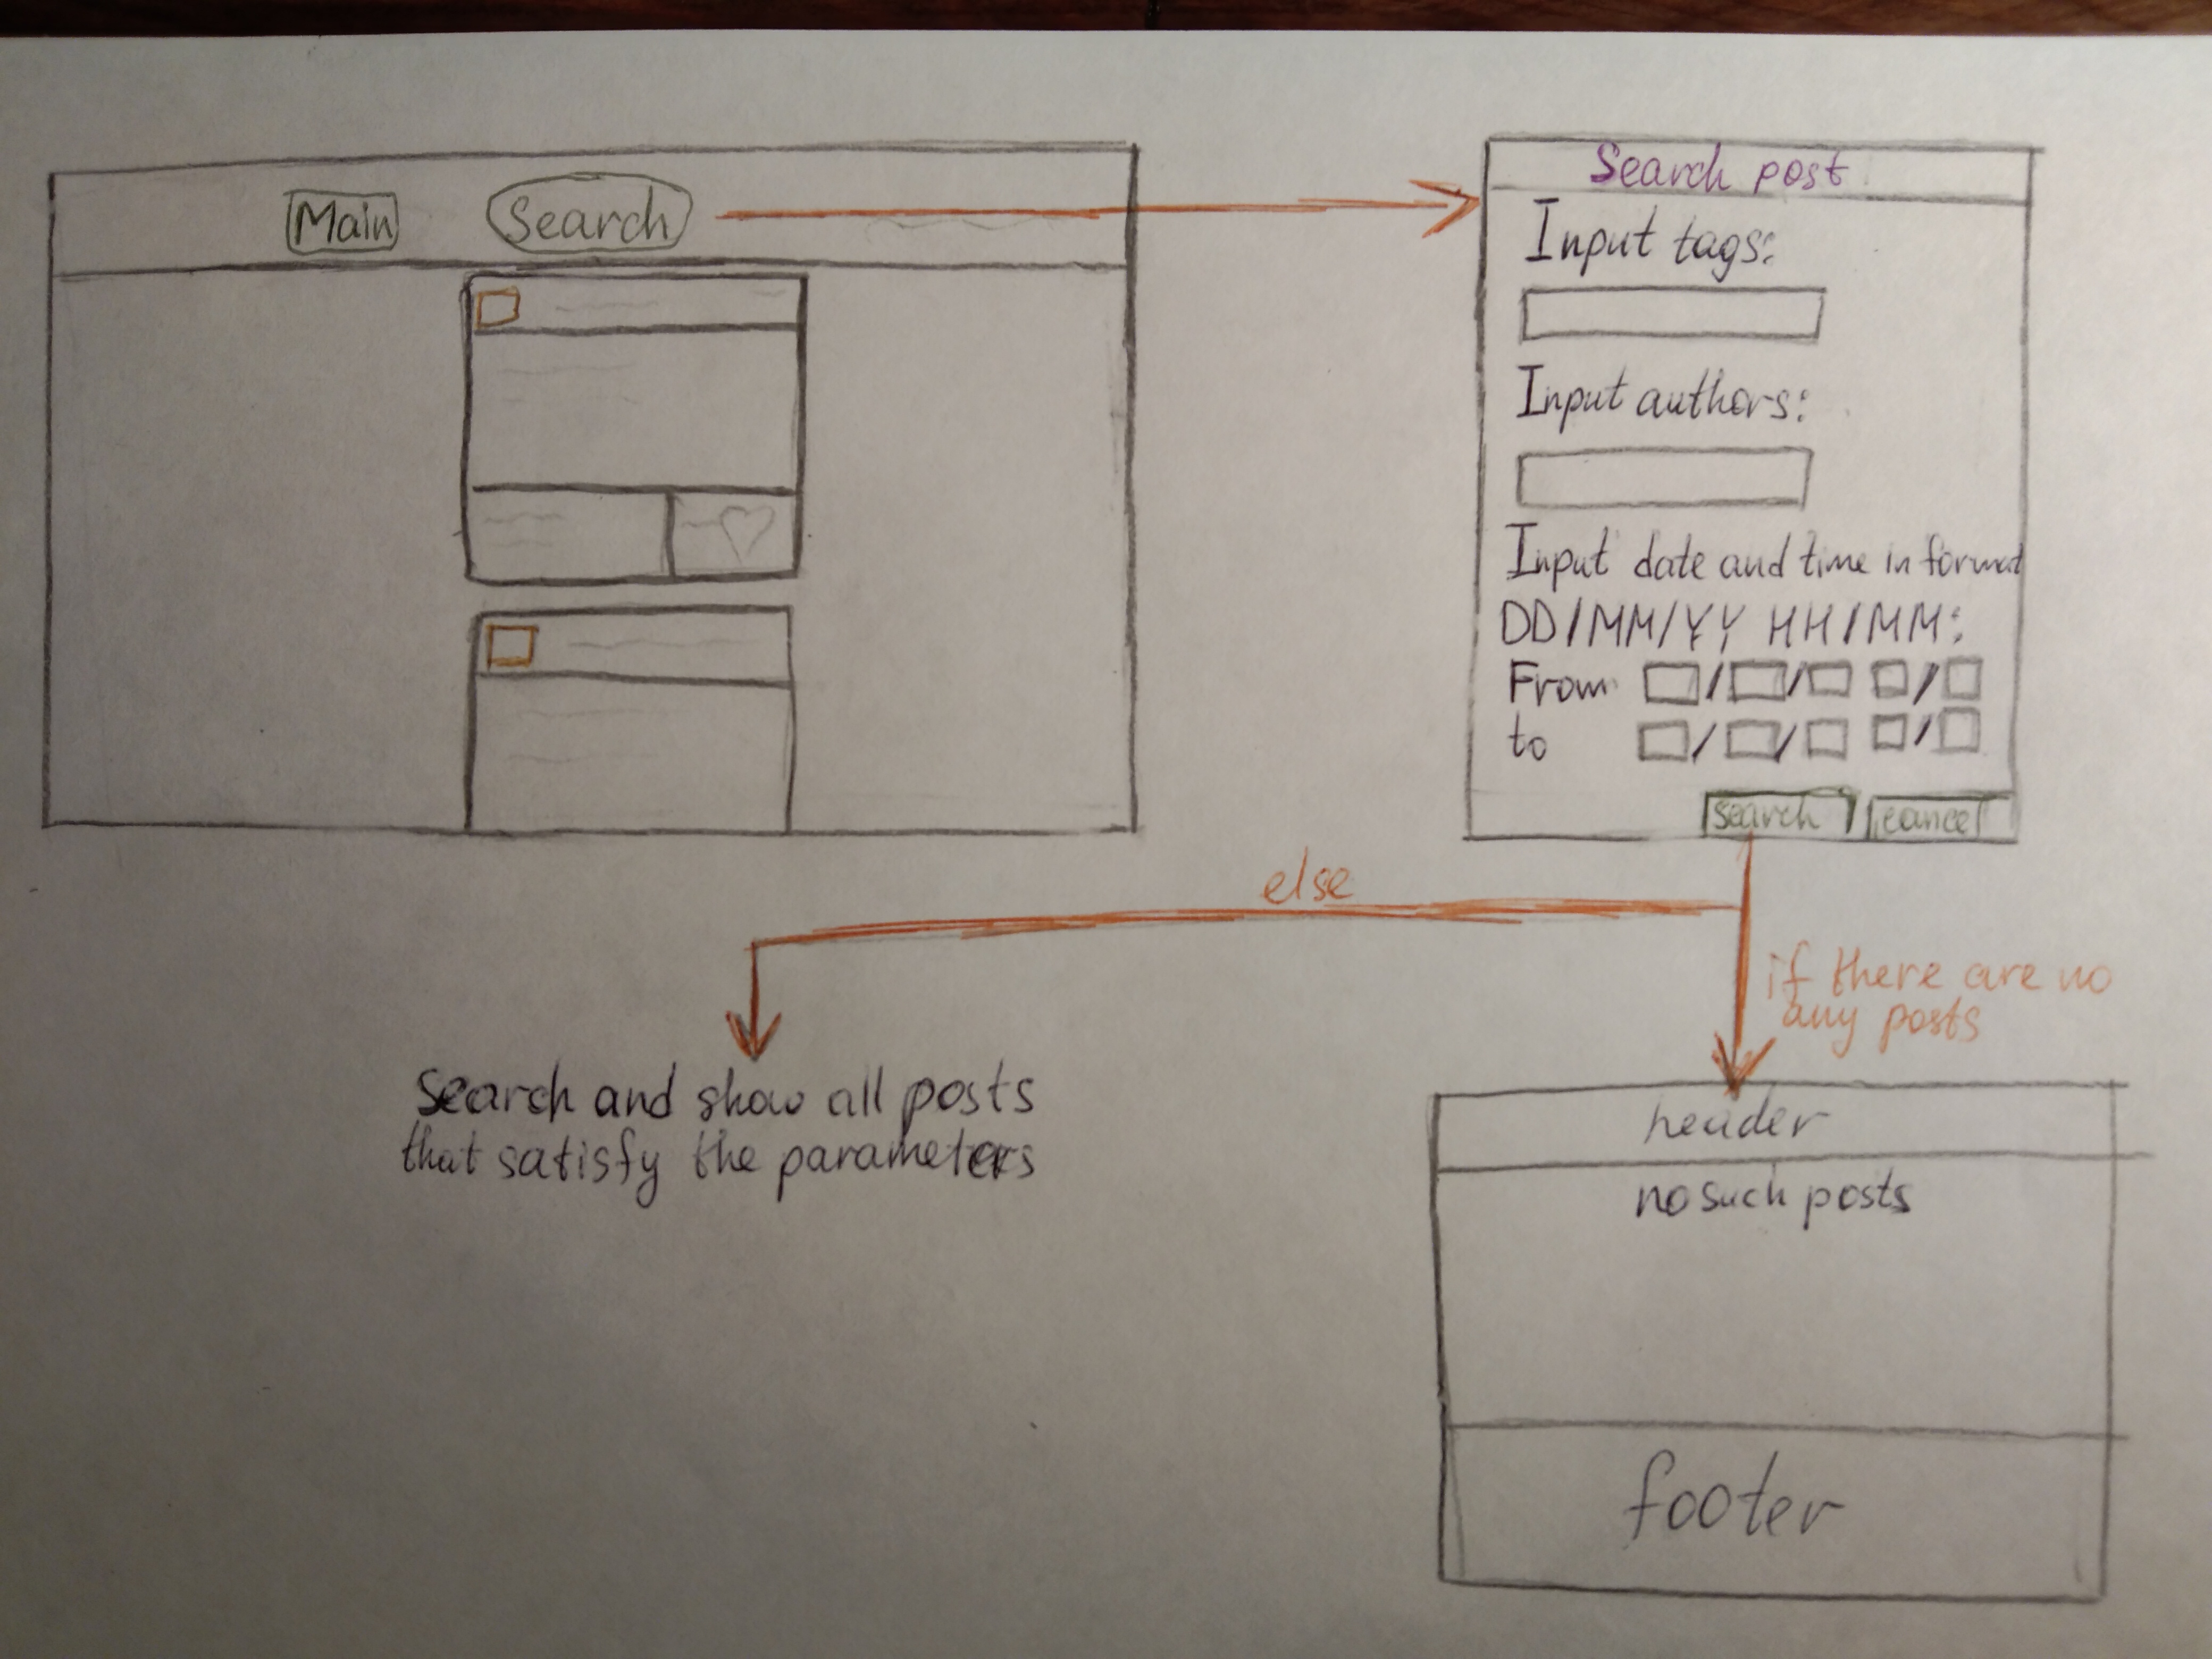 Main
Search
Search post
Input tags:
Input authors:
Input date and time in format
DD/MM/YY HH/MM:
From / / /
to / / /
search
cancel
else
if there are no
any posts
Search and show all posts
that satisfy the parameters
header
no such posts
footer